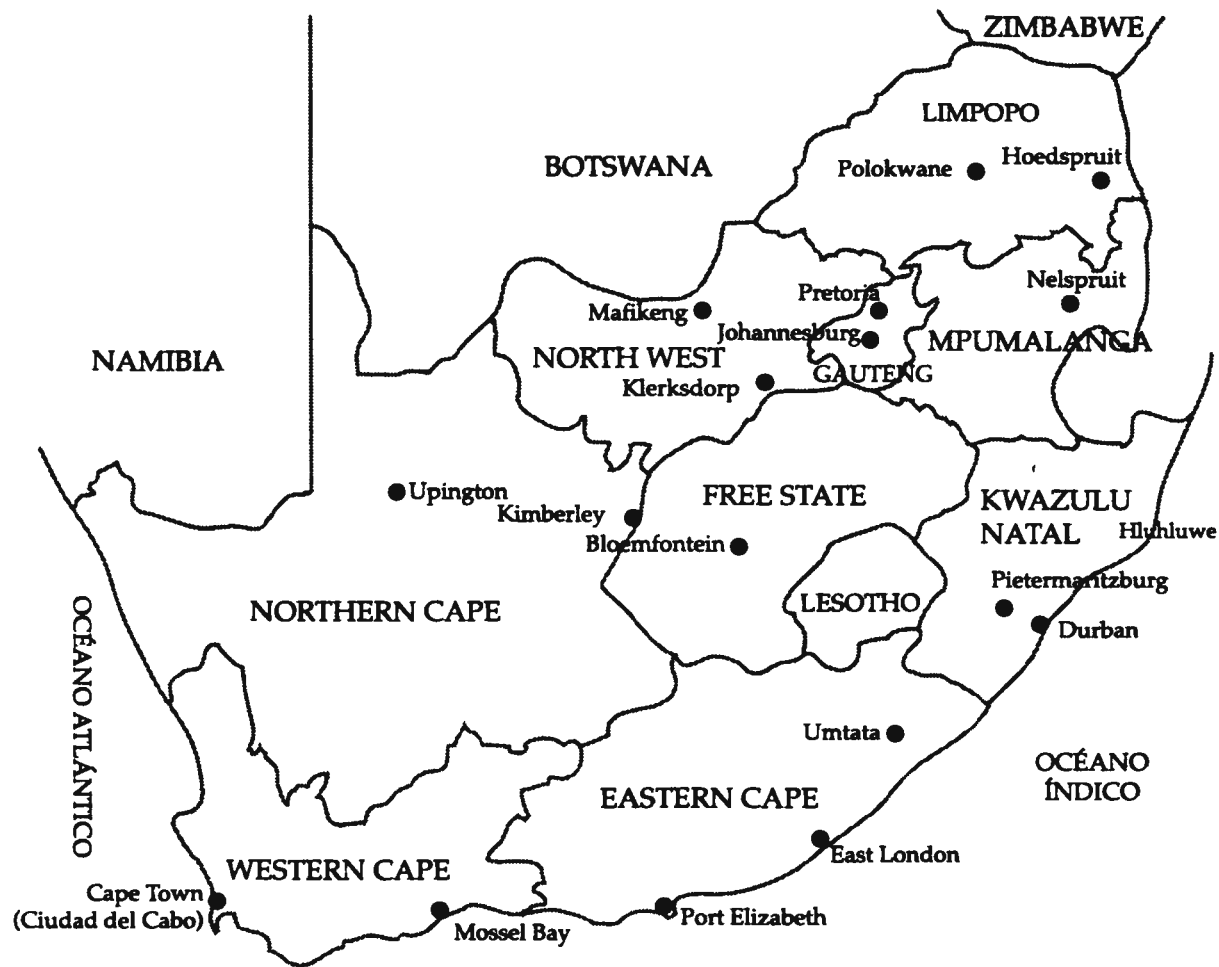 ZIMBABWE
LIMPOPO
BOTSWANA
Polokwane
Hoedspruit
Nelspruit
Pretoria
Mafikeng
Johannesburg
MPUMALANGA
NAMIBIA
NORTH WEST
GAUTENG
Klerksdorp
Upington
Kimberley
FREE STATE
KWAZULU
NATAL
Hluhluwe
Bloemfontein
Pietermaritzburg
NORTHERN CAPE
LESOTHO
Durban
OCÉANO ATLÁNTICO
Umtata
OCÉANO
ÍNDICO
EASTERN CAPE
East London
WESTERN CAPE
Cape Town
(Ciudad del Cabo)
Mossel Bay
Port Elizabeth